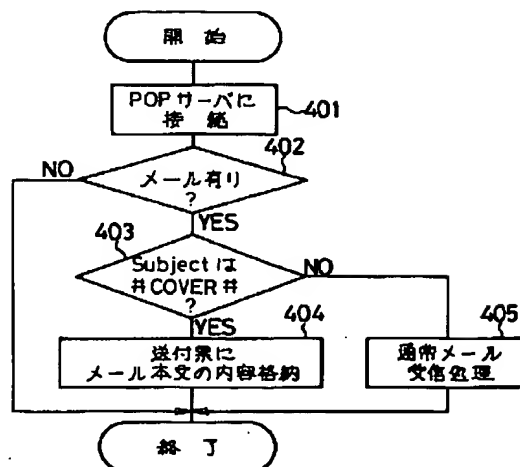 開始
POPサーバに
接続
401
402
NO
メール有り
?
YES
403
Subjectは
#COVER#
?
NO
YES
404
405
送付票に
メール本文の内容格納
通常メール
受信処理
終了